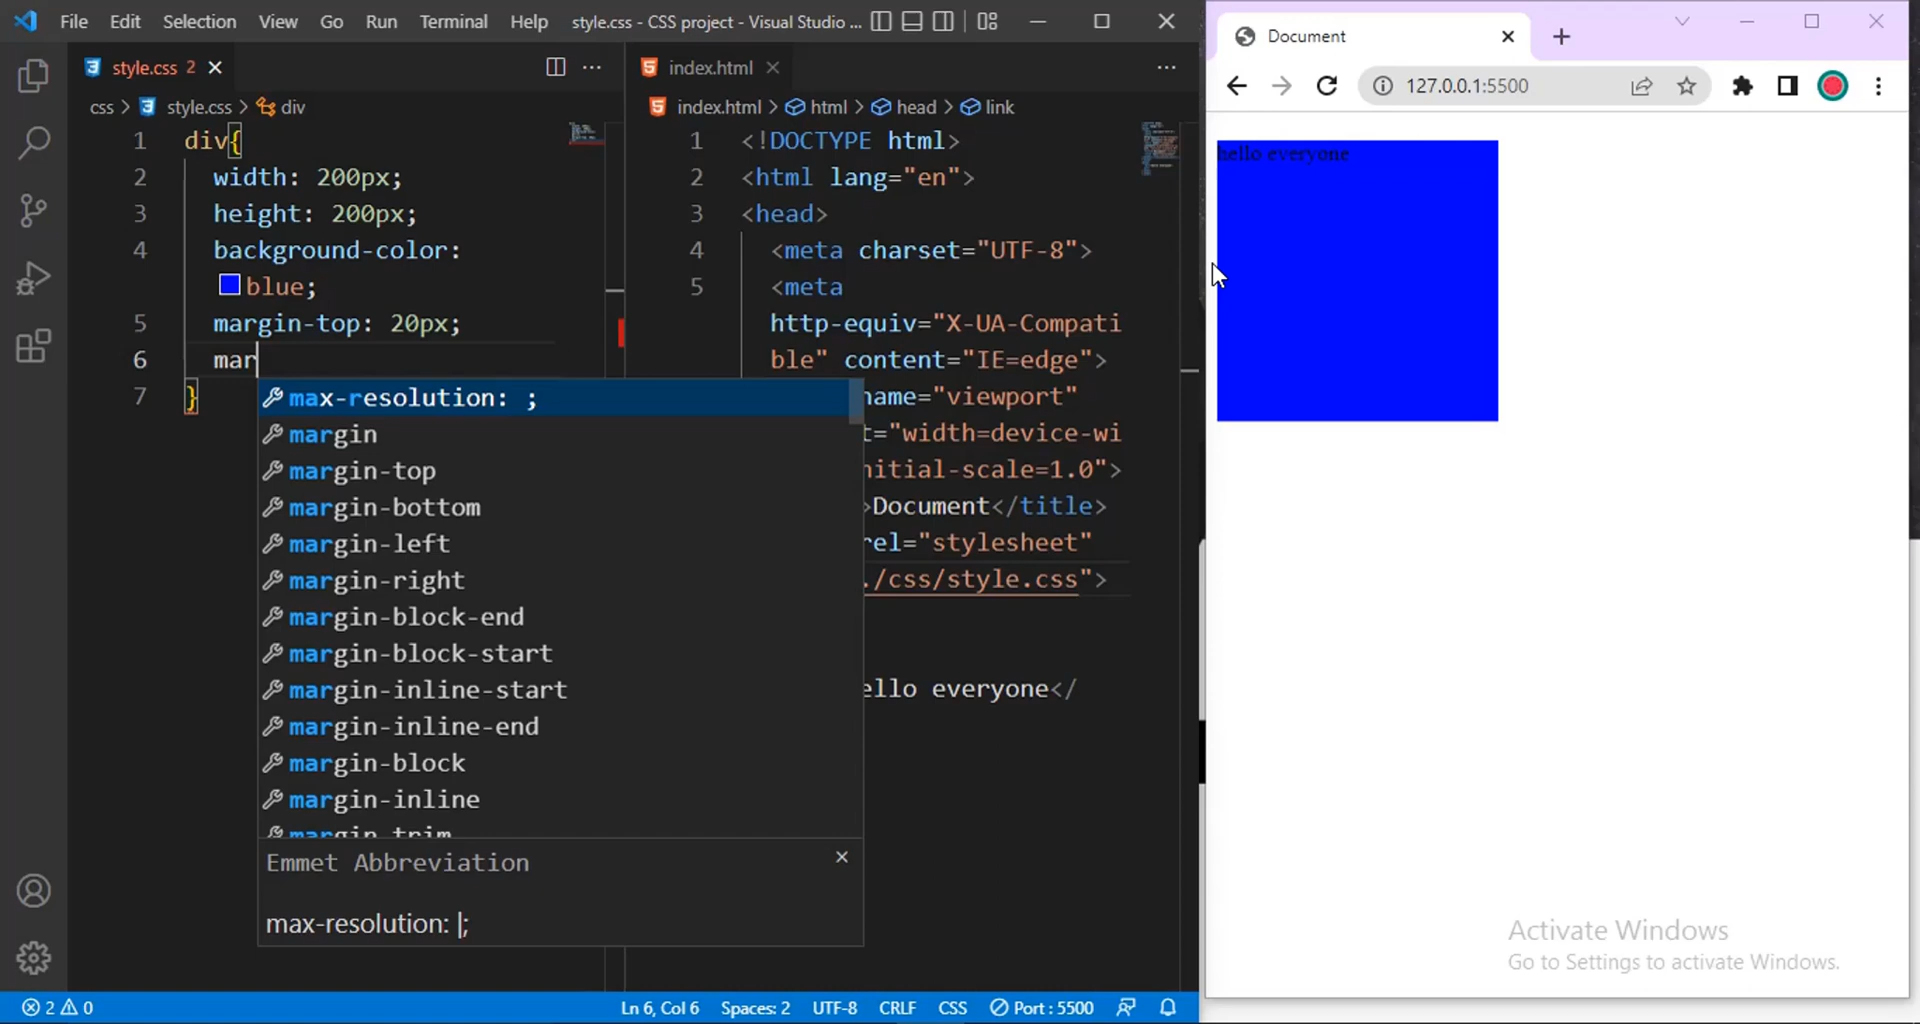 File Edit Selection View Go Run Terminal Help style.css - CSS project - Visual Studio ...
style.css 2
css > style.css > div
1 div{
2 width: 200px;
3 height: 200px;
4 background-color:
blue;
5 margin-top: 20px;
6 mar
7 }
max-resolution: ;
margin
margin-top
margin-bottom
margin-left
margin-right
margin-block-end
margin-block-start
margin-inline-start
margin-inline-end
margin-block
margin-inline
margin-trim
Emmet Abbreviation
max-resolution: |;
index.html
index.html > html > head > link
1 <!DOCTYPE html>
2 <html lang="en">
3 <head>
4 <meta charset="UTF-8">
5 <meta
http-equiv="X-UA-Compati
ble" content="IE=edge">
name="viewport"
t="width=device-wi
nitial-scale=1.0">
>Document</title>
rel="stylesheet"
./css/style.css">
ello everyone</
2 0
Ln 6, Col 6 Spaces: 2 UTF-8 CRLF CSS Port : 5500
Document
127.0.0.1:5500
hello everyone
Activate Windows
Go to Settings to activate Windows.